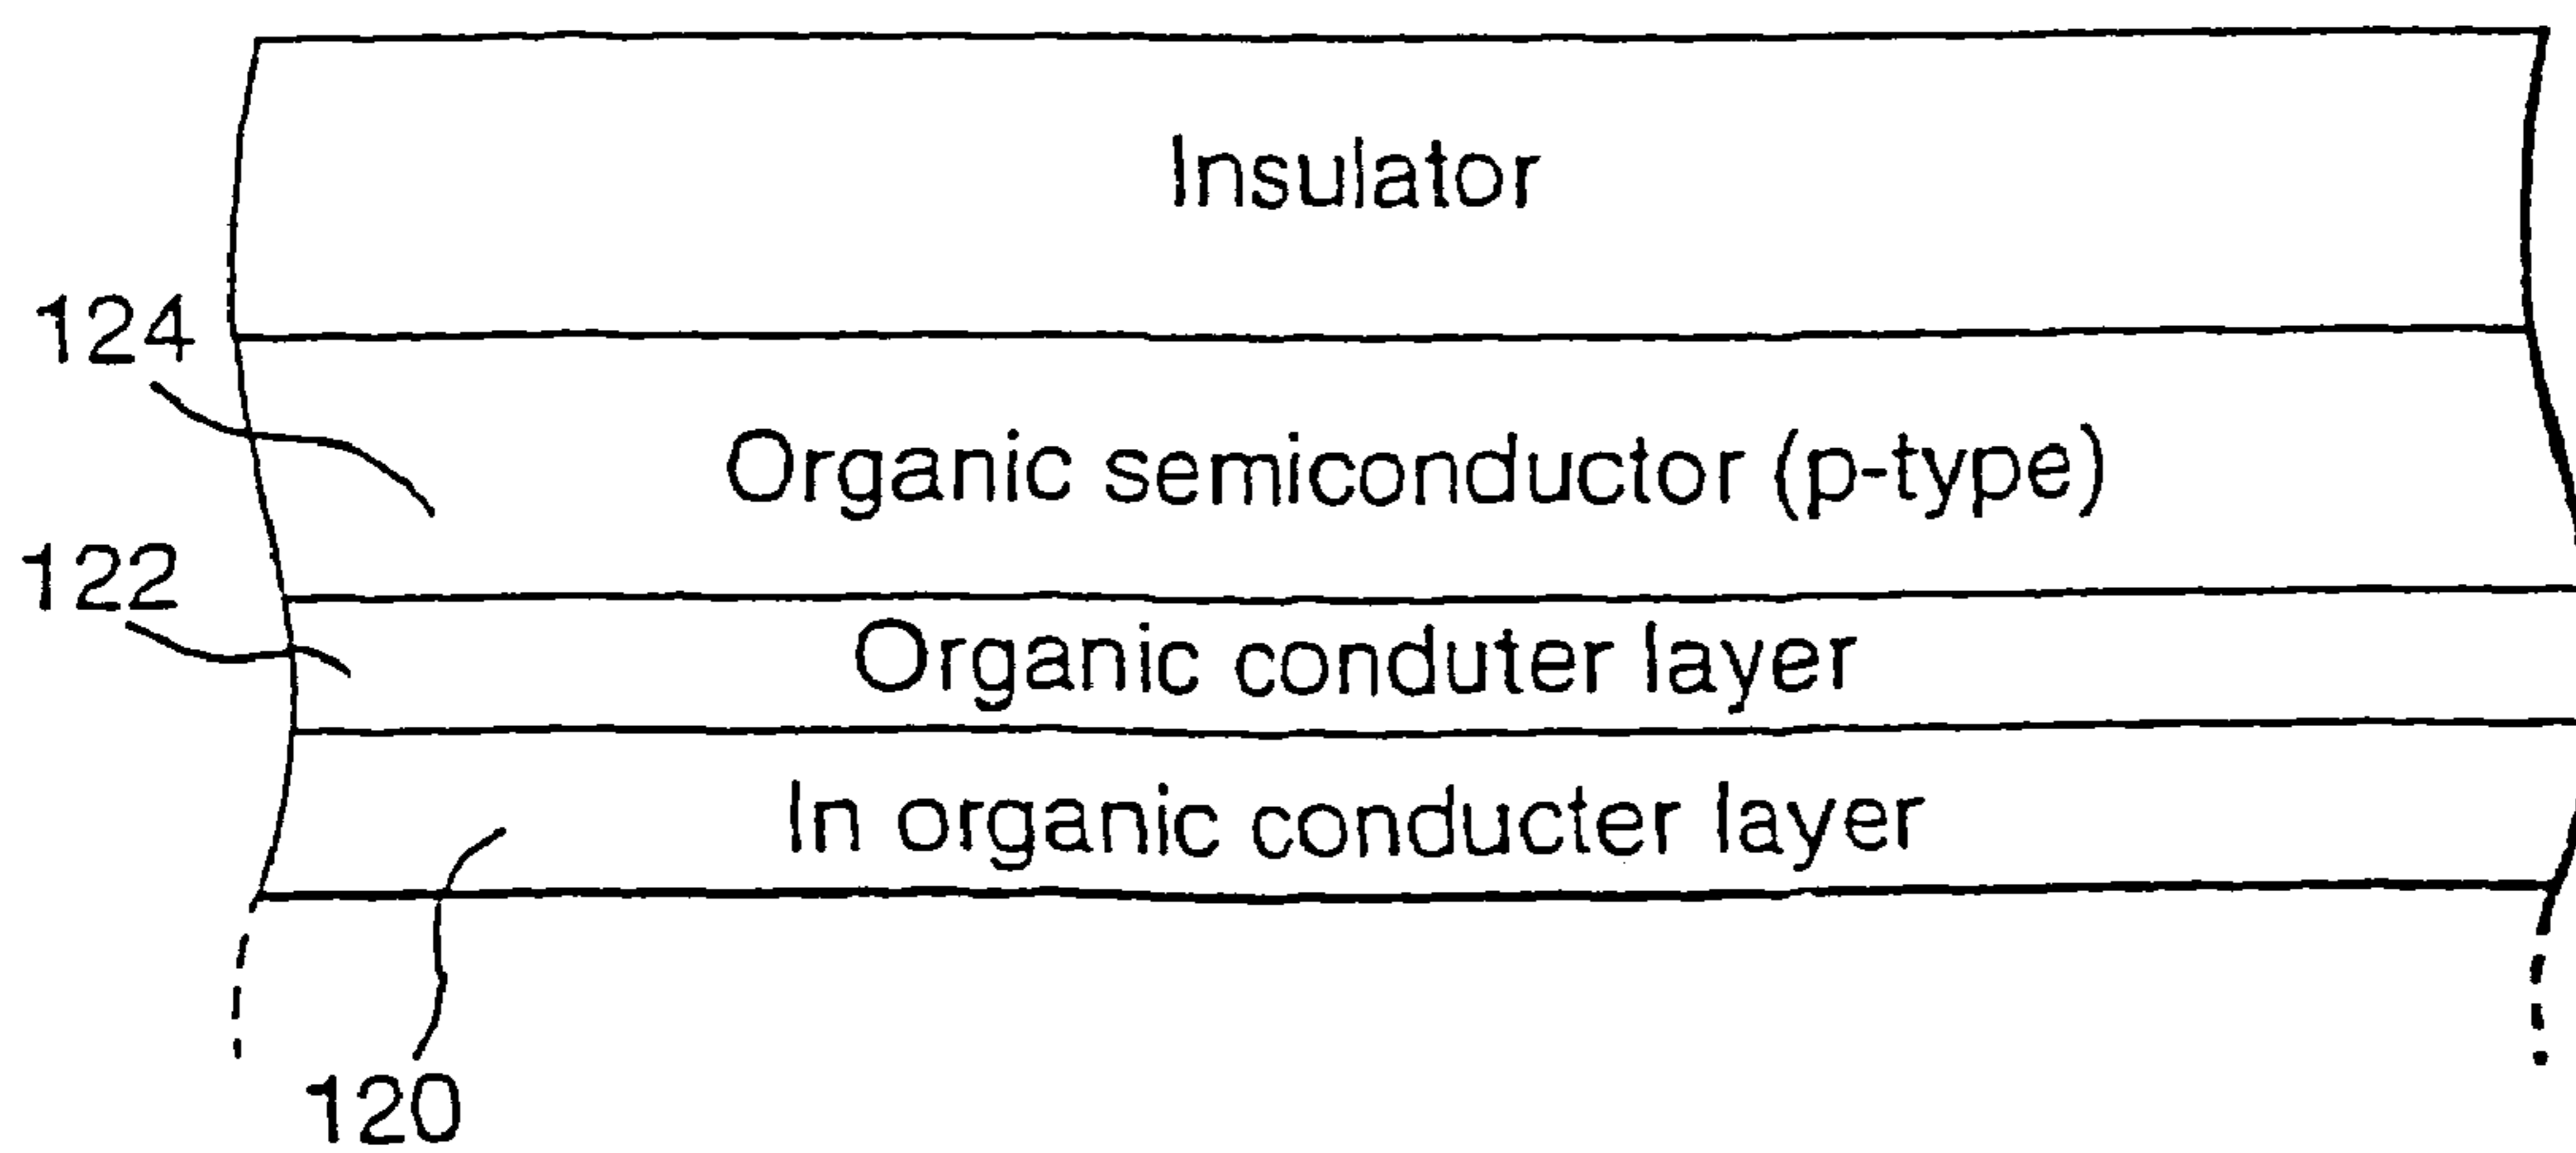 Insulator
124
Organic semiconductor (p-type)
122
Organic conduter layer
In organic conducter layer
120